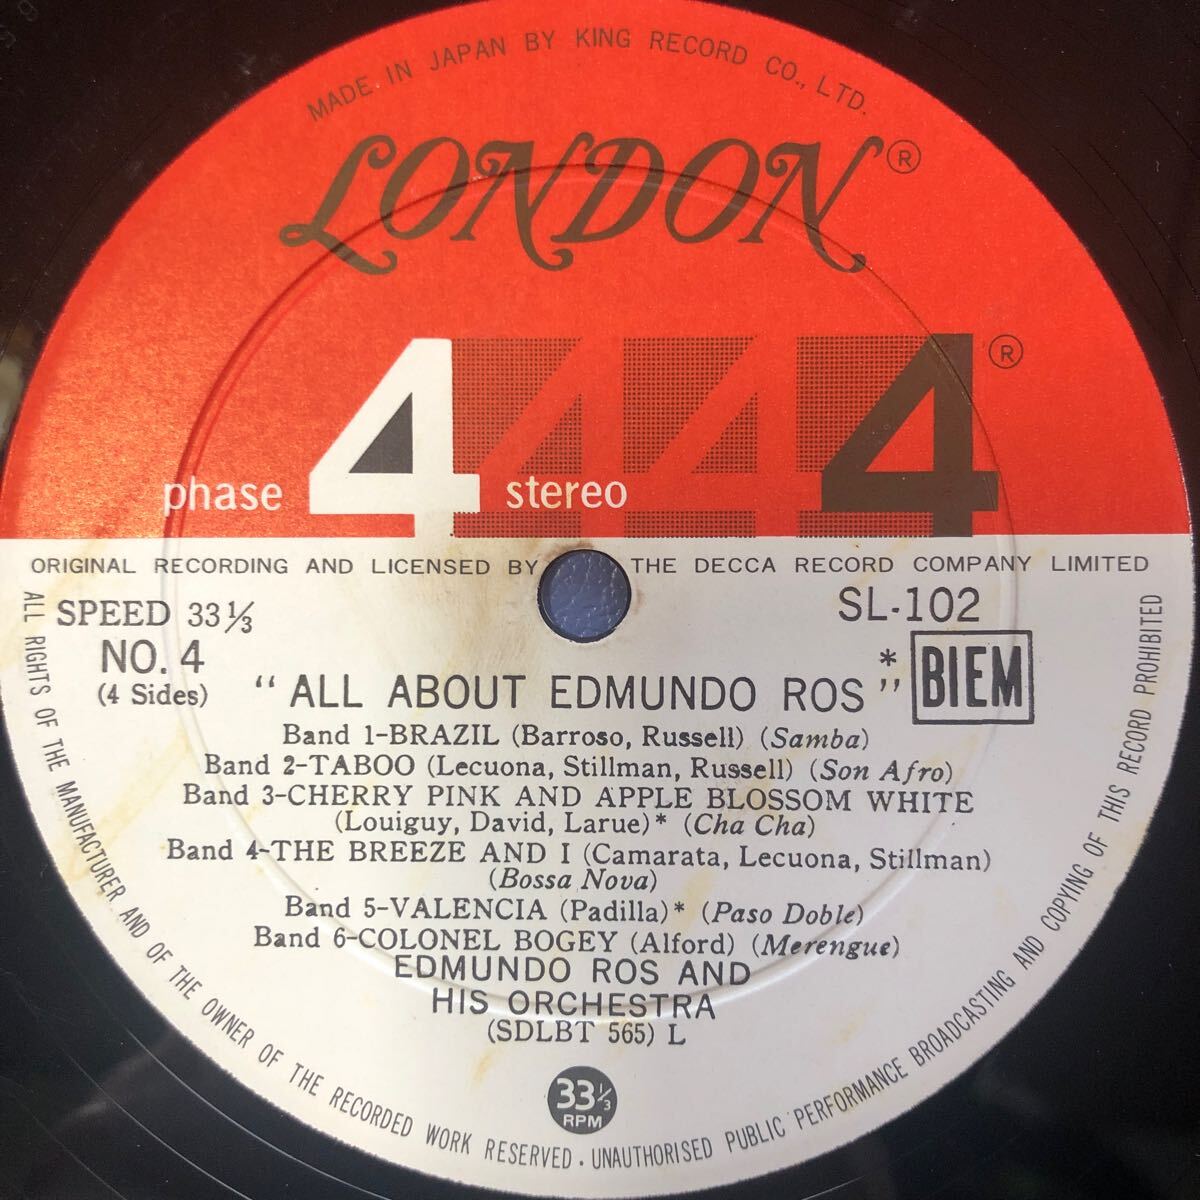 MADE IN JAPAN BY KING RECORD CO., LTD.
LONDON®
phase 4 stereo 4 4 4 ®
ORIGINAL RECORDING AND LICENSED BY THE DECCA RECORD COMPANY LIMITED
SPEED 33⅓ SL-102
NO. 4
(4 Sides)
"ALL ABOUT EDMUNDO ROS" * BIEM
Band 1-BRAZIL (Barroso, Russell) (Samba)
Band 2-TABOO (Lecuona, Stillman, Russell) (Son Afro)
Band 3-CHERRY PINK AND APPLE BLOSSOM WHITE
(Louiguy, David, Larue)* (Cha Cha)
Band 4-THE BREEZE AND I (Camarata, Lecuona, Stillman)
(Bossa Nova)
Band 5-VALENCIA (Padilla)* (Paso Doble)
Band 6-COLONEL BOGEY (Alford) (Merengue)
EDMUNDO ROS AND
HIS ORCHESTRA
(SDLBT 565) L
33⅓
RPM
ALL RIGHTS OF THE MANUFACTURER AND OF THE OWNER OF THE RECORDED WORK RESERVED. UNAUTHORISED PUBLIC PERFORMANCE BROADCASTING AND COPYING OF THIS RECORD PROHIBITED